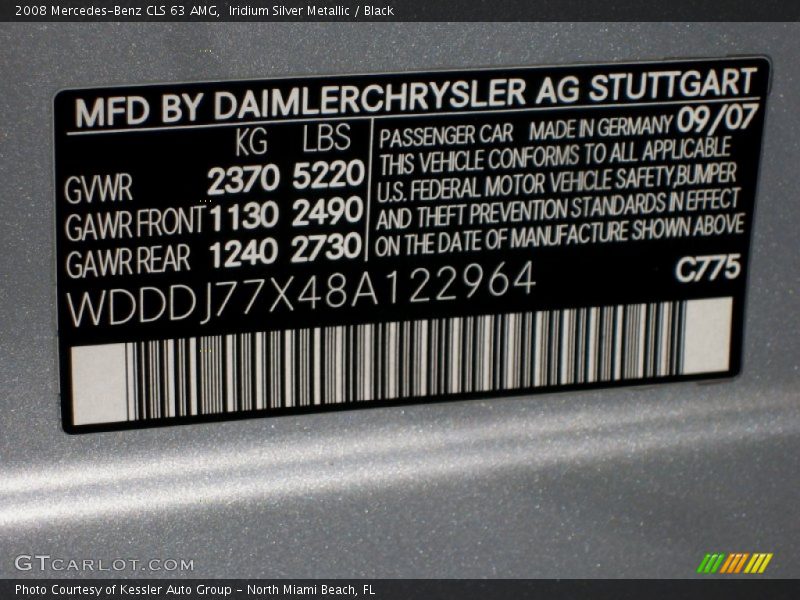 2008 Mercedes-Benz CLS 63 AMG, Iridium Silver Metallic / Black
MFD BY DAIMLERCHRYSLER AG STUTTGART
KG LBS
GVWR 2370 5220
GAWR FRONT 1130 2490
GAWR REAR 1240 2730
PASSENGER CAR MADE IN GERMANY 09/07
THIS VEHICLE CONFORMS TO ALL APPLICABLE
U.S. FEDERAL MOTOR VEHICLE SAFETY,BUMPER
AND THEFT PREVENTION STANDARDS IN EFFECT
ON THE DATE OF MANUFACTURE SHOWN ABOVE
WDDDJ77X48A122964
C775
GTCARLOT.COM
Photo Courtesy of Kessler Auto Group - North Miami Beach, FL